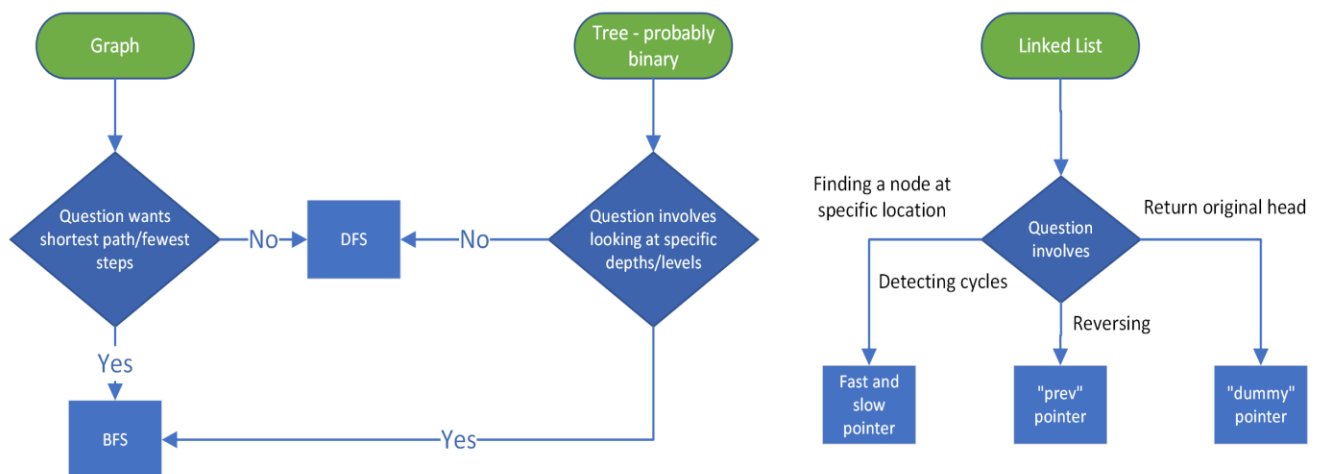 Graph
Tree - probably
binary
Linked List
Question wants
shortest path/fewest
steps
No
DFS
No
Question involves
looking at specific
depths/levels
Finding a node at
specific location
Question
involves
Return original head
Detecting cycles
Reversing
Yes
BFS
Yes
Fast and
slow
pointer
"prev"
pointer
"dummy"
pointer